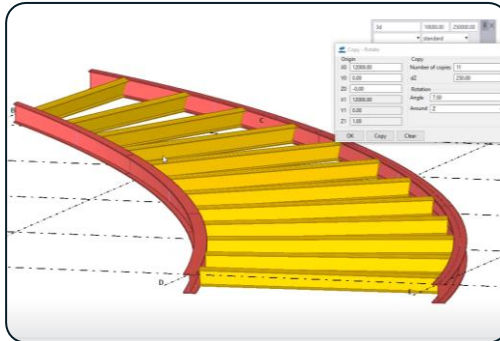 3d 10000.00 25000.00
standard
Copy - Rotate
Origin Copy
X0 12000.00 Number of copies 11
Y0 0.00 dZ 250.00
Z0 -0.00 Rotation
X1 12000.00 Angle 7.50
Y1 0.00 Around Z
Z1 1.00
OK Copy Clear
B
C
D